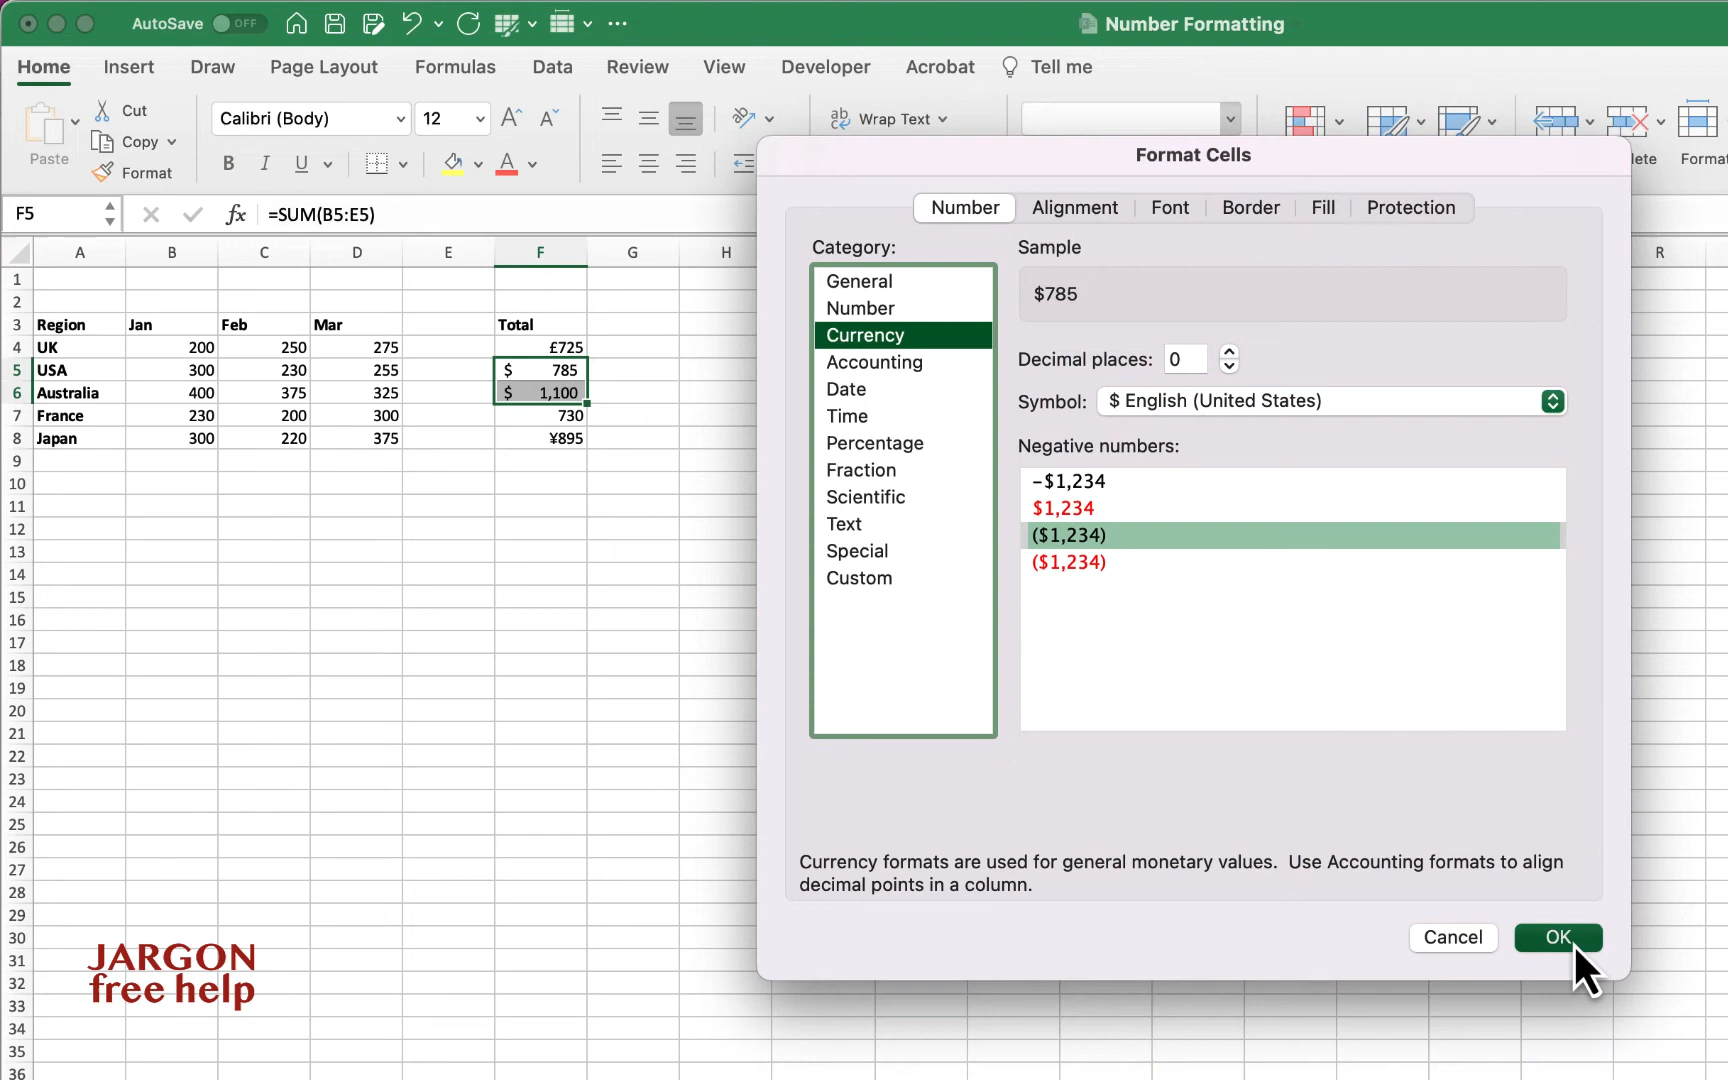 AutoSave OFF
Number Formatting
Home Insert Draw Page Layout Formulas Data Review View Developer Acrobat Tell me
Paste
Cut
Copy
Format
Calibri (Body) 12
B I U A
ab Wrap Text
lete Format
F5 fx =SUM(B5:E5)
A B C D E F G H R
1
2
3 Region Jan Feb Mar Total
4 UK 200 250 275 £725
5 USA 300 230 255 $ 785
6 Australia 400 375 325 $ 1,100
7 France 230 200 300 730
8 Japan 300 220 375 ¥895
9
10
11
12
13
14
15
16
17
18
19
20
21
22
23
24
25
26
27
28
29
30
31
32
33
34
35
36
Format Cells
Number Alignment Font Border Fill Protection
Category:
General
Number
Currency
Accounting
Date
Time
Percentage
Fraction
Scientific
Text
Special
Custom
Sample
$785
Decimal places: 0
Symbol: $ English (United States)
Negative numbers:
-$1,234
$1,234
($1,234)
($1,234)
Currency formats are used for general monetary values. Use Accounting formats to align
decimal points in a column.
Cancel OK
JARGON
free help